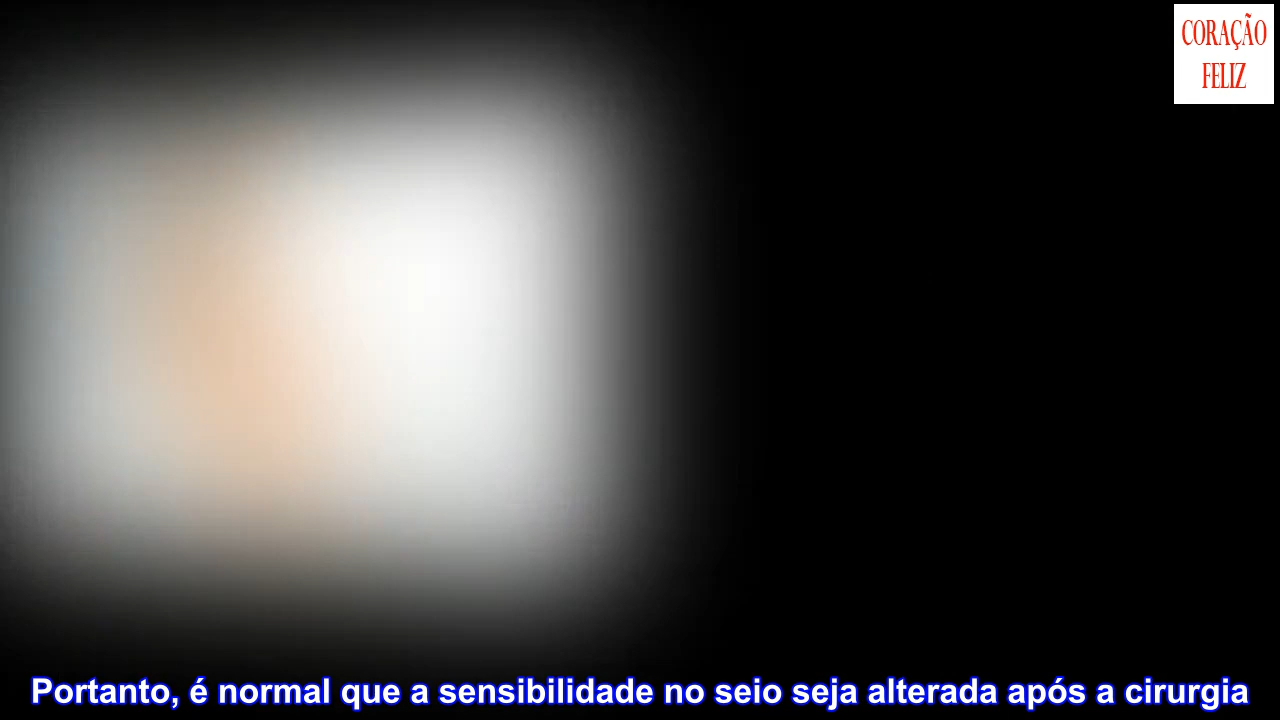 CORAÇÃO
FELIZ
Portanto, é normal que a sensibilidade no seio seja alterada após a cirurgia